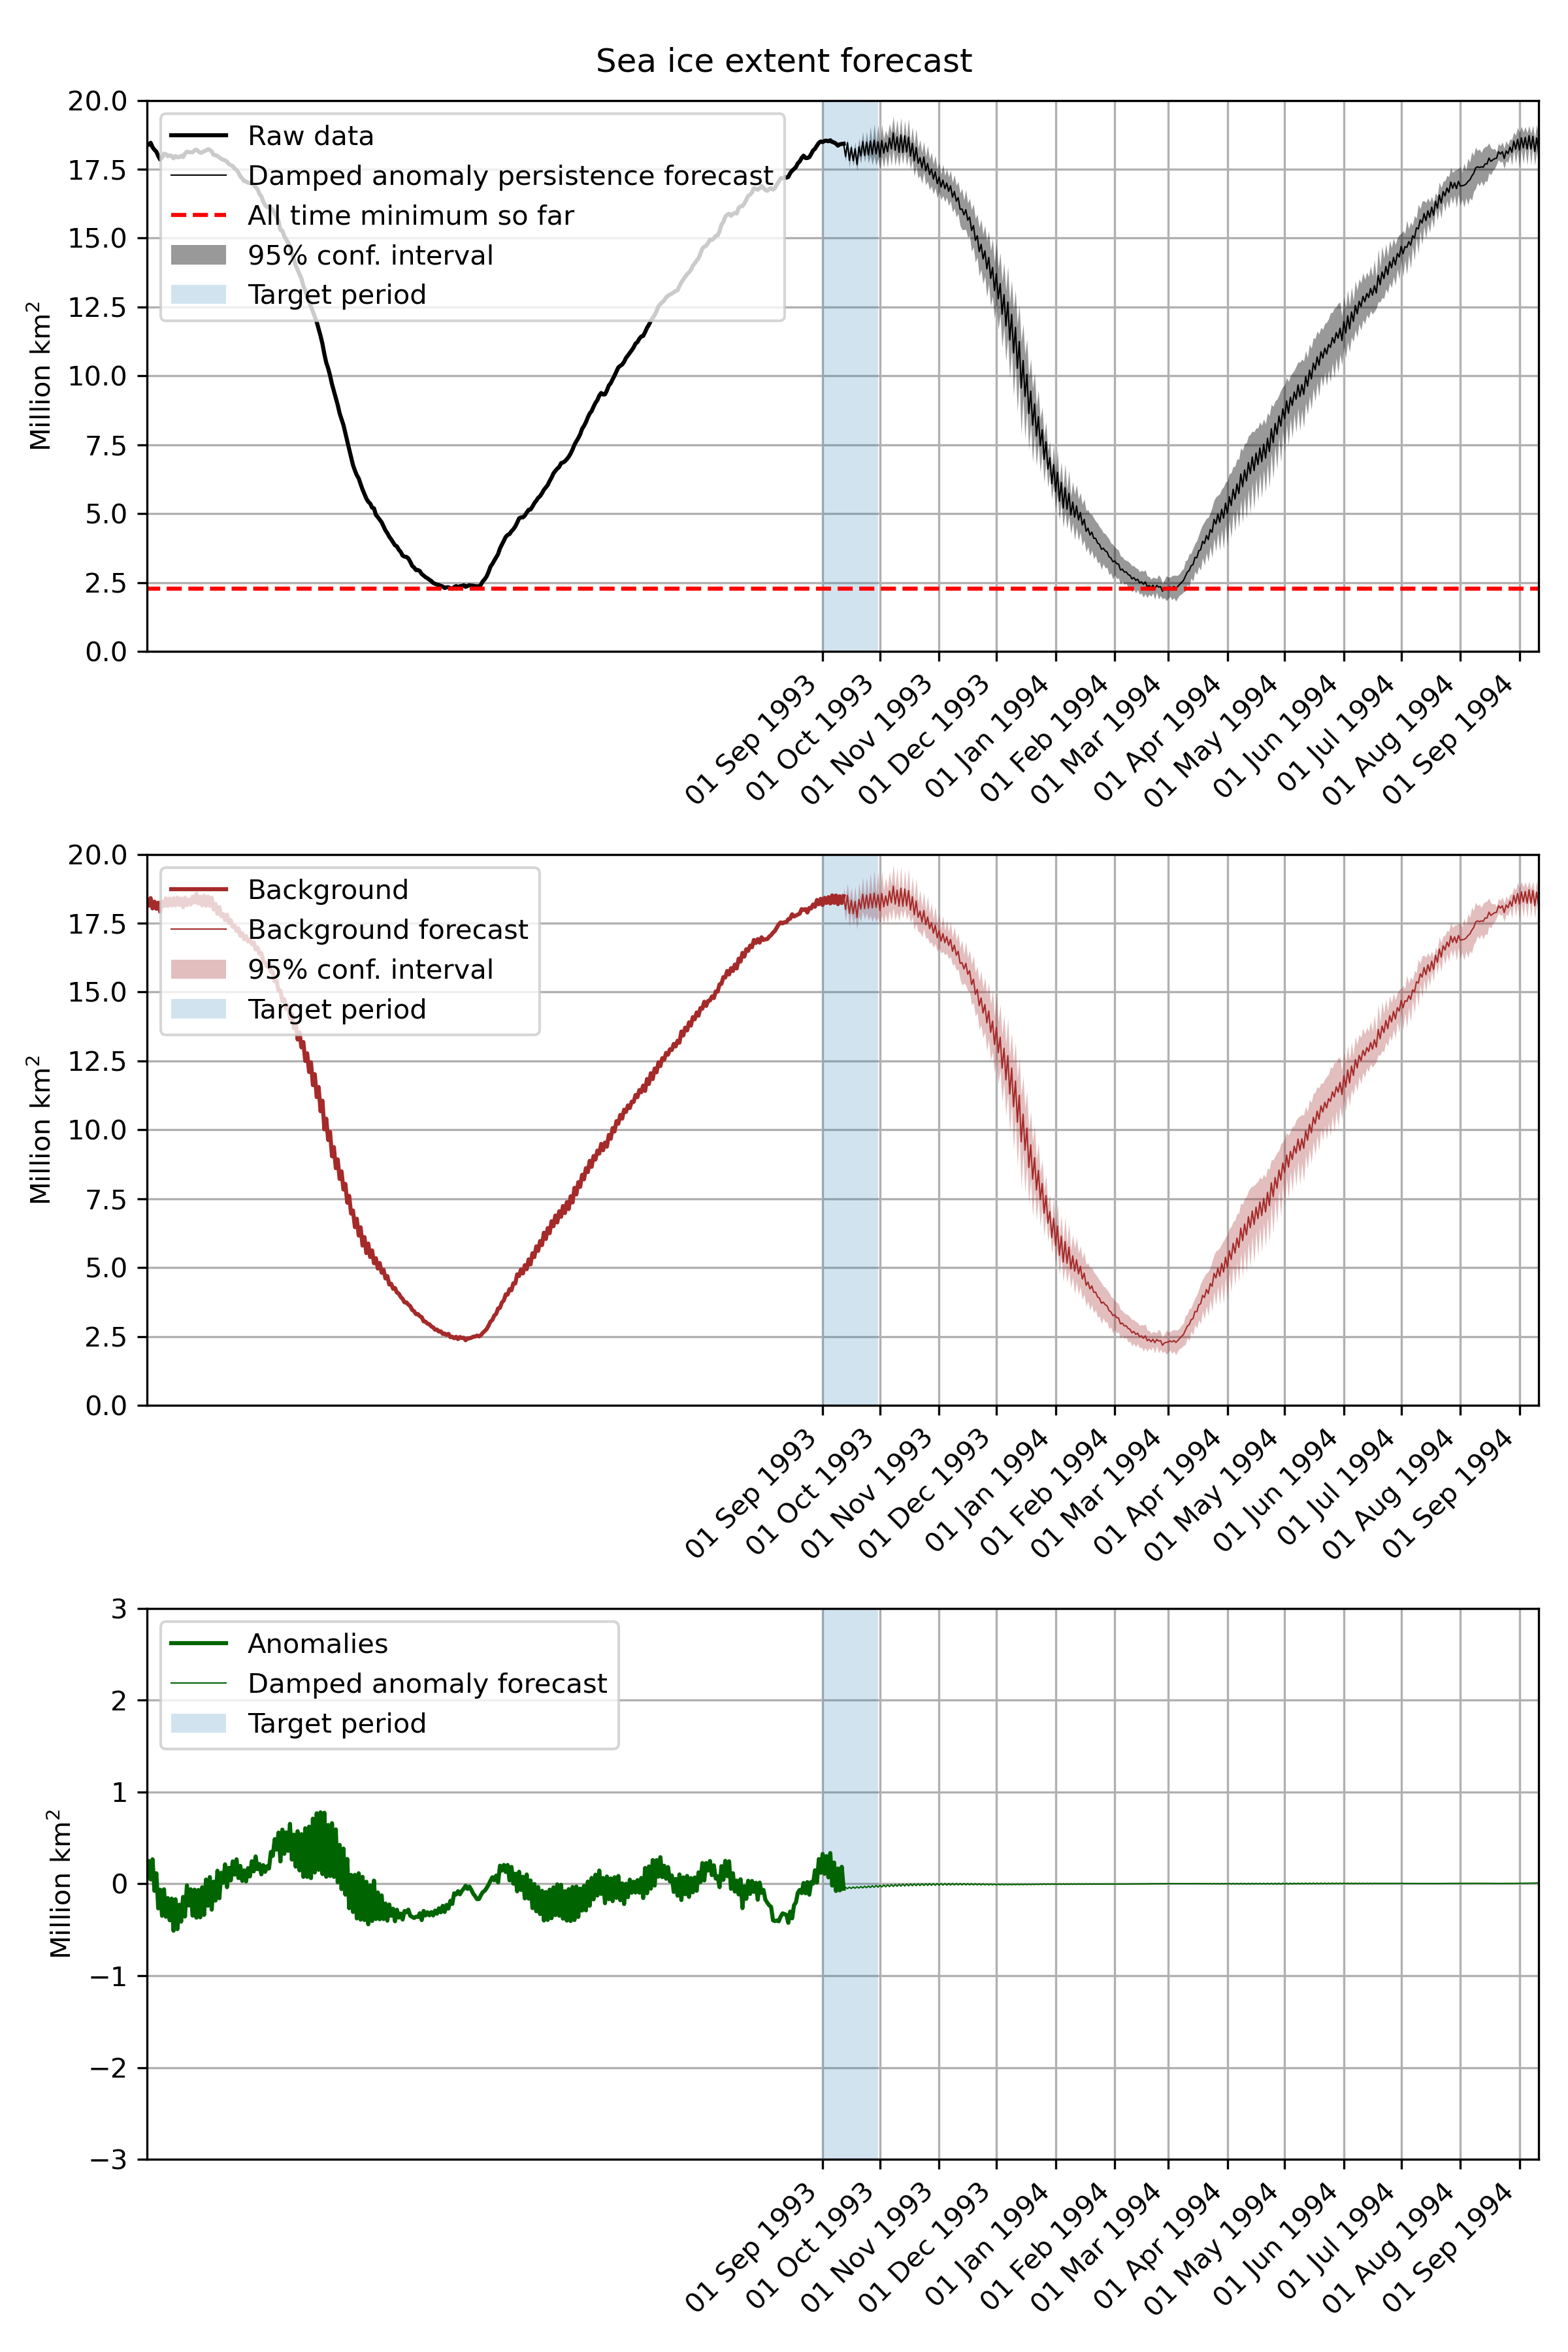 Sea ice extent forecast
20.0
17.5
15.0
12.5
10.0
7.5
5.0
2.5
0.0
Million km²
Raw data
Damped anomaly persistence forecast
All time minimum so far
95% conf. interval
Target period
01 Sep 1993
01 Oct 1993
01 Nov 1993
01 Dec 1993
01 Jan 1994
01 Feb 1994
01 Mar 1994
01 Apr 1994
01 May 1994
01 Jun 1994
01 Jul 1994
01 Aug 1994
01 Sep 1994
20.0
17.5
15.0
12.5
10.0
7.5
5.0
2.5
0.0
Million km²
Background
Background forecast
95% conf. interval
Target period
01 Sep 1993
01 Oct 1993
01 Nov 1993
01 Dec 1993
01 Jan 1994
01 Feb 1994
01 Mar 1994
01 Apr 1994
01 May 1994
01 Jun 1994
01 Jul 1994
01 Aug 1994
01 Sep 1994
3
2
1
0
−1
−2
−3
Million km²
Anomalies
Damped anomaly forecast
Target period
01 Sep 1993
01 Oct 1993
01 Nov 1993
01 Dec 1993
01 Jan 1994
01 Feb 1994
01 Mar 1994
01 Apr 1994
01 May 1994
01 Jun 1994
01 Jul 1994
01 Aug 1994
01 Sep 1994